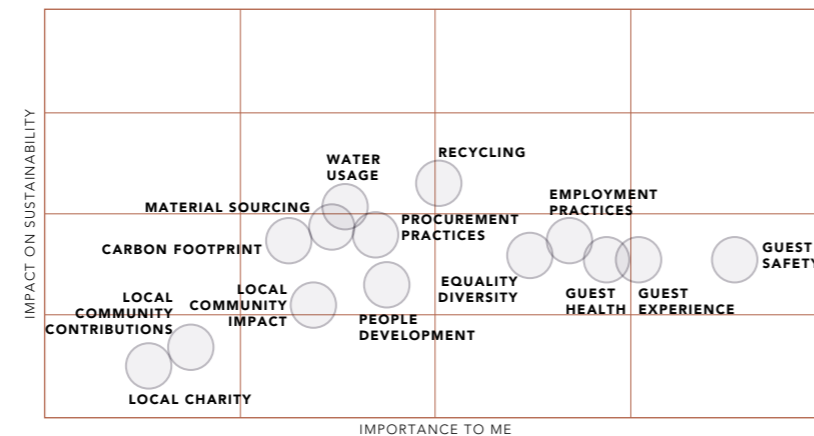 IMPACT ON SUSTAINABILITY
RECYCLING
WATER
USAGE
MATERIAL SOURCING
PROCUREMENT
PRACTICES
EMPLOYMENT
PRACTICES
CARBON FOOTPRINT
GUEST
SAFETY
EQUALITY
DIVERSITY
GUEST
HEALTH
GUEST
EXPERIENCE
LOCAL
COMMUNITY
IMPACT
LOCAL
COMMUNITY
CONTRIBUTIONS
PEOPLE
DEVELOPMENT
LOCAL CHARITY
IMPORTANCE TO ME